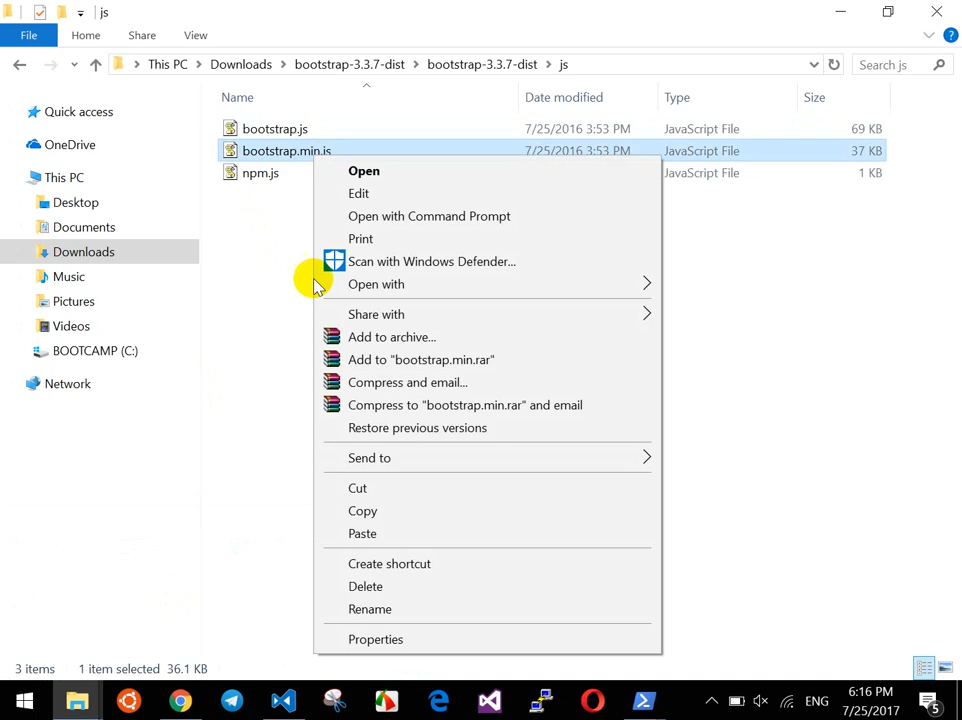 js
File Home Share View
This PC Downloads bootstrap-3.3.7-dist bootstrap-3.3.7-dist js Search js
Name Date modified Type Size
Quick access
OneDrive
This PC
Desktop
Documents
Downloads
Music
Pictures
Videos
BOOTCAMP (C:)
Network
bootstrap.js 7/25/2016 3:53 PM JavaScript File 69 KB
bootstrap.min.js 7/25/2016 3:53 PM JavaScript File 37 KB
npm.js JavaScript File 1 KB
Open
Edit
Open with Command Prompt
Print
Scan with Windows Defender...
Open with
Share with
Add to archive...
Add to "bootstrap.min.rar"
Compress and email...
Compress to "bootstrap.min.rar" and email
Restore previous versions
Send to
Cut
Copy
Paste
Create shortcut
Delete
Rename
Properties
3 items 1 item selected 36.1 KB
ENG 6:16 PM
7/25/2017 5